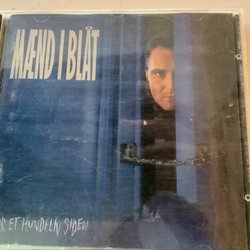 MÆND I BLÅT
ET HUNDELIV SIDEN